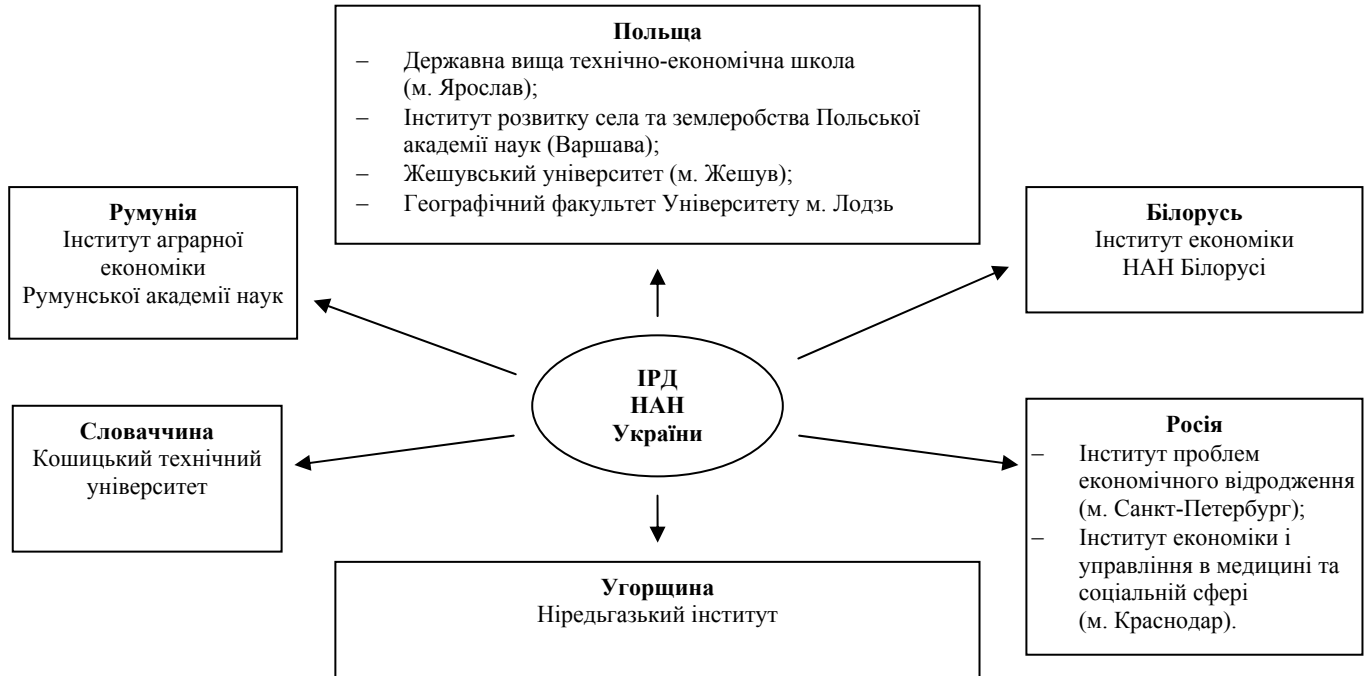 Польща
– Державна вища технічно-економічна школа
(м. Ярослав);
– Інститут розвитку села та землеробства Польської
академії наук (Варшава);
– Жешувський університет (м. Жешув);
– Географічний факультет Університету м. Лодзь
Румунія
Інститут аграрної
економіки
Румунської академії наук
Білорусь
Інститут економіки
НАН Білорусі
ІРД
НАН
України
Словаччина
Кошицький технічний
університет
Росія
– Інститут проблем
економічного відродження
(м. Санкт-Петербург);
– Інститут економіки і
управління в медицині та
соціальній сфері
(м. Краснодар).
Угорщина
Ніредьгазький інститут